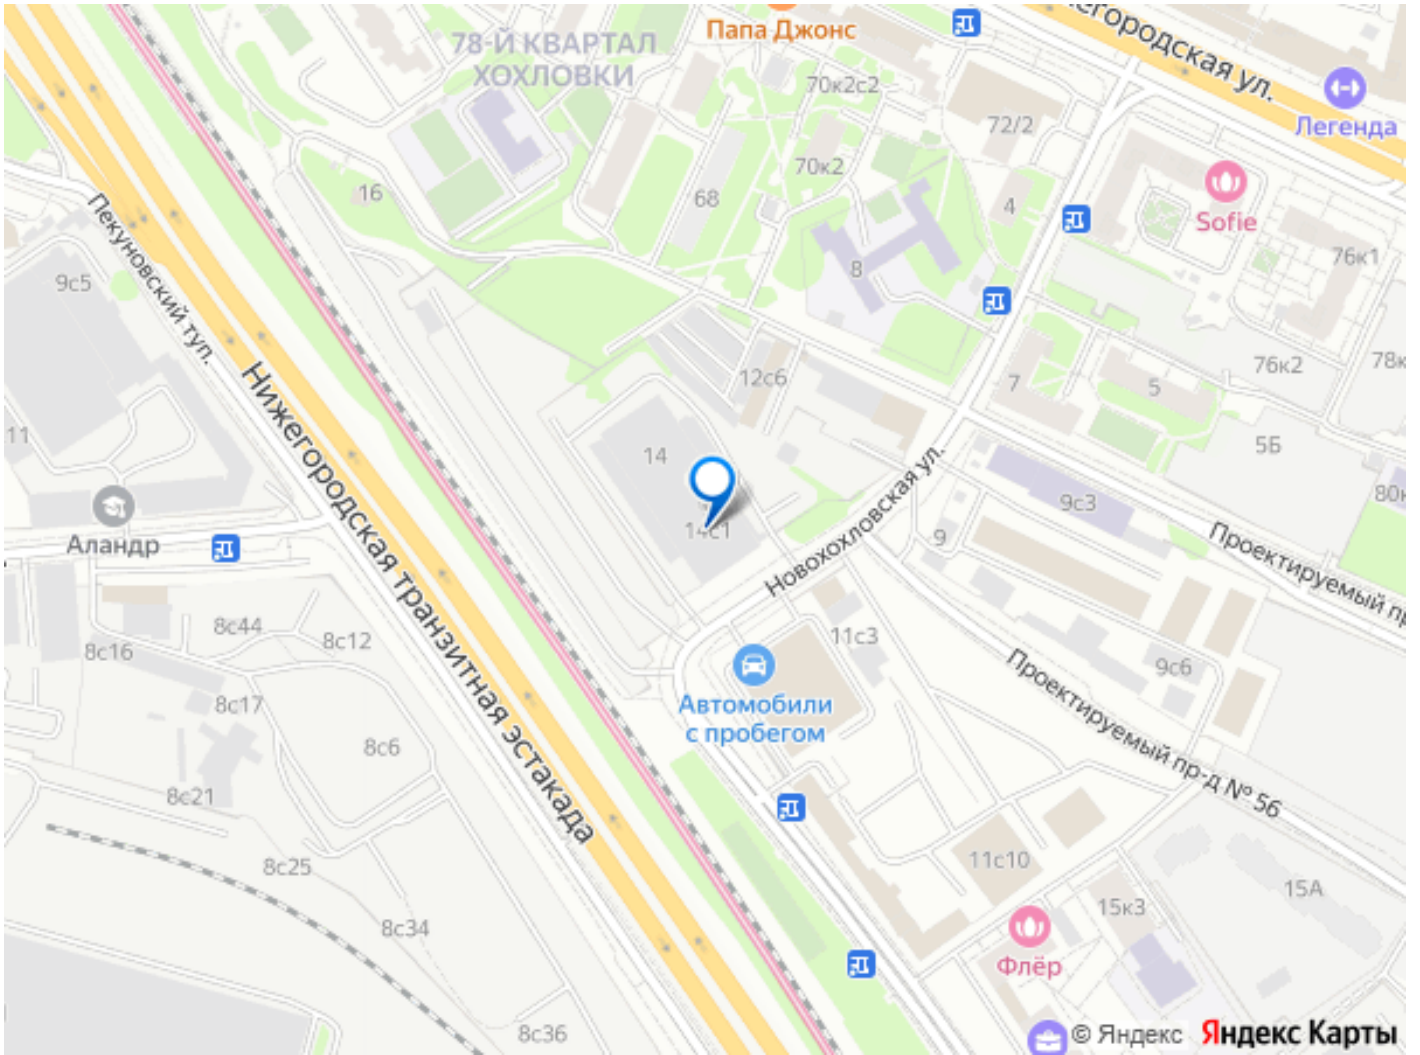 Папа Джонс
78-Й КВАРТАЛ
ХОХЛОВКИ
городская ул.
70к2с2
Легенда
72/2
70к2
16
68
4
Sofie
76к1
Пекуновский туп.
9с5
8
12с6
7
5
76к2
78к
11
14
5Б
Нижегородская транзитная эстакада
Новохохловская ул.
9с3
80к
14с1
9
Аландр
Проектируемый пр
8с44
8с12
11с3
8с16
9с6
Проектируемый пр-д № 56
8с17
Автомобили
с пробегом
8с6
8с21
8с25
11с10
15А
15к3
8с34
Флёр
8с36
© Яндекс Яндекс Карты